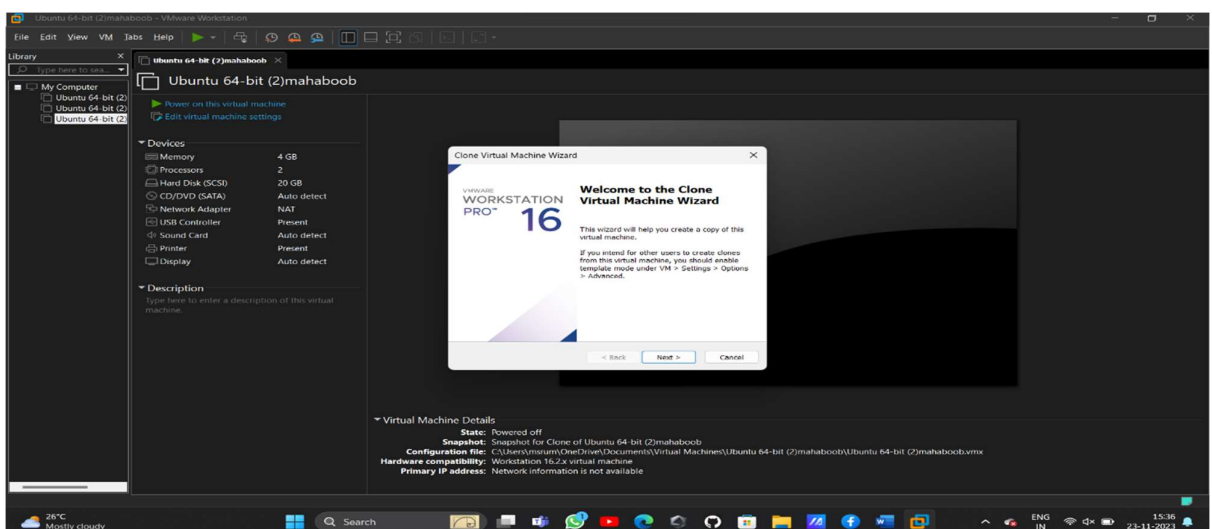 Ubuntu 64-bit (2)mahaboob - VMware Workstation
File Edit View VM Tabs Help
Library
Type here to sea...
My Computer
Ubuntu 64-bit (2)
Ubuntu 64-bit (2)
Ubuntu 64-bit (2)
Ubuntu 64-bit (2)mahaboob
Ubuntu 64-bit (2)mahaboob
Power on this virtual machine
Edit virtual machine settings
Devices
Memory 4 GB
Processors 2
Hard Disk (SCSI) 20 GB
CD/DVD (SATA) Auto detect
Network Adapter NAT
USB Controller Present
Sound Card Auto detect
Printer Present
Display Auto detect
Description
Type here to enter a description of this virtual
machine.
Clone Virtual Machine Wizard
VMWARE
WORKSTATION
PRO™ 16
Welcome to the Clone
Virtual Machine Wizard
This wizard will help you create a copy of this
virtual machine.
If you intend for other users to create clones
from this virtual machine, you should enable
template mode under VM > Settings > Options
> Advanced.
< Back Next > Cancel
Virtual Machine Details
State: Powered off
Snapshot: Snapshot for Clone of Ubuntu 64-bit (2)mahaboob
Configuration file: C:\Users\msrum\OneDrive\Documents\Virtual Machines\Ubuntu 64-bit (2)mahaboob\Ubuntu 64-bit (2)mahaboob.vmx
Hardware compatibility: Workstation 16.2.x virtual machine
Primary IP address: Network information is not available
26°C
Mostly cloudy
Search
ENG
IN
15:36
23-11-2023